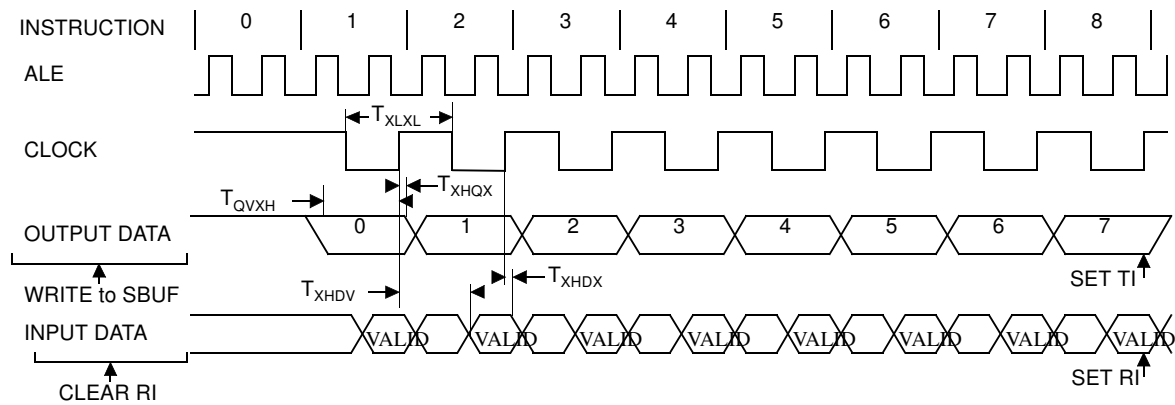 INSTRUCTION 0 1 2 3 4 5 6 7 8
ALE
TXLXL
CLOCK
TXHQX
TQVXH
OUTPUT DATA 0 1 2 3 4 5 6 7
TXHDX
SET TI
TXHDV
WRITE to SBUF
INPUT DATA VALID VALID VALID VALID VALID VALID VALID VALID
SET RI
CLEAR RI